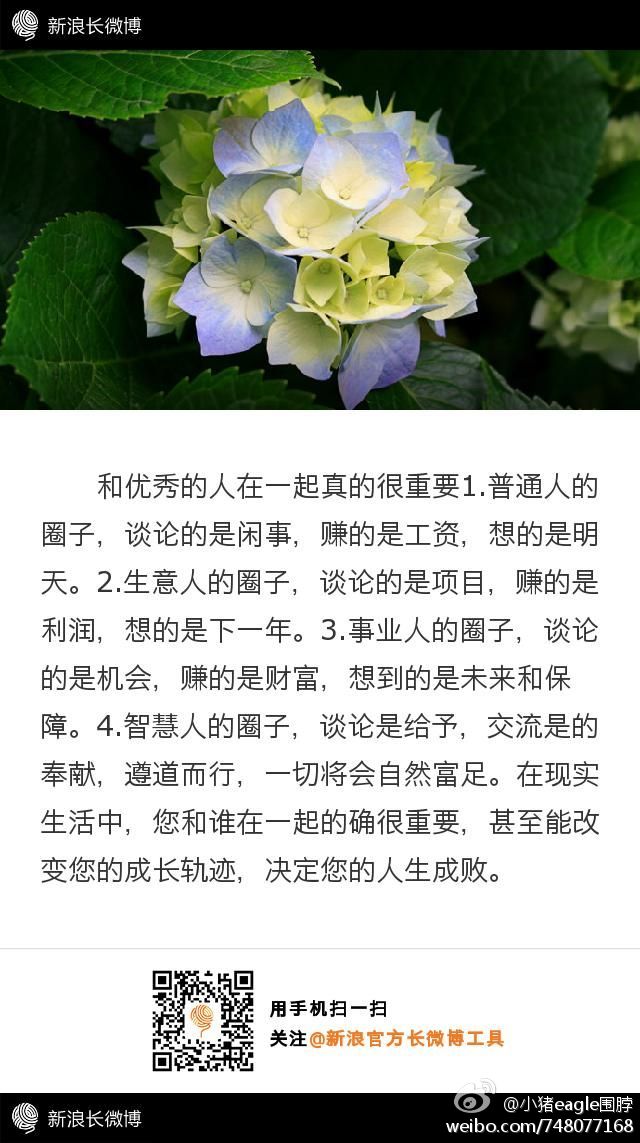 新浪长微博
和优秀的人在一起真的很重要1.普通人的
圈子，谈论的是闲事，赚的是工资，想的是明
天。2.生意人的圈子，谈论的是项目，赚的是
利润，想的是下一年。3.事业人的圈子，谈论
的是机会，赚的是财富，想到的是未来和保
障。4.智慧人的圈子，谈论是给予，交流是的
奉献，遵道而行，一切将会自然富足。在现实
生活中，您和谁在一起的确很重要，甚至能改
变您的成长轨迹，决定您的人生成败。
用手机扫一扫
关注@新浪官方长微博工具
新浪长微博
@小猪eagle围脖
weibo.com/748077168